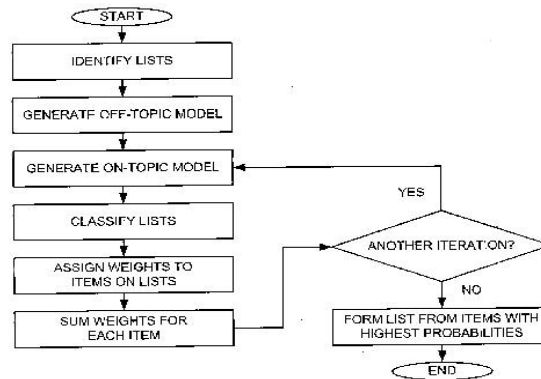 START
IDENTIFY LISTS
GENERATE OFF-TOPIC MODEL
GENERATE ON-TOPIC MODEL
YES
CLASSIFY LISTS
ANOTHER ITERATION?
ASSIGN WEIGHTS TO
ITEMS ON LISTS
NO
SUM WEIGHTS FOR
EACH ITEM
FORM LIST FROM ITEMS WITH
HIGHEST PROBABILITIES
END